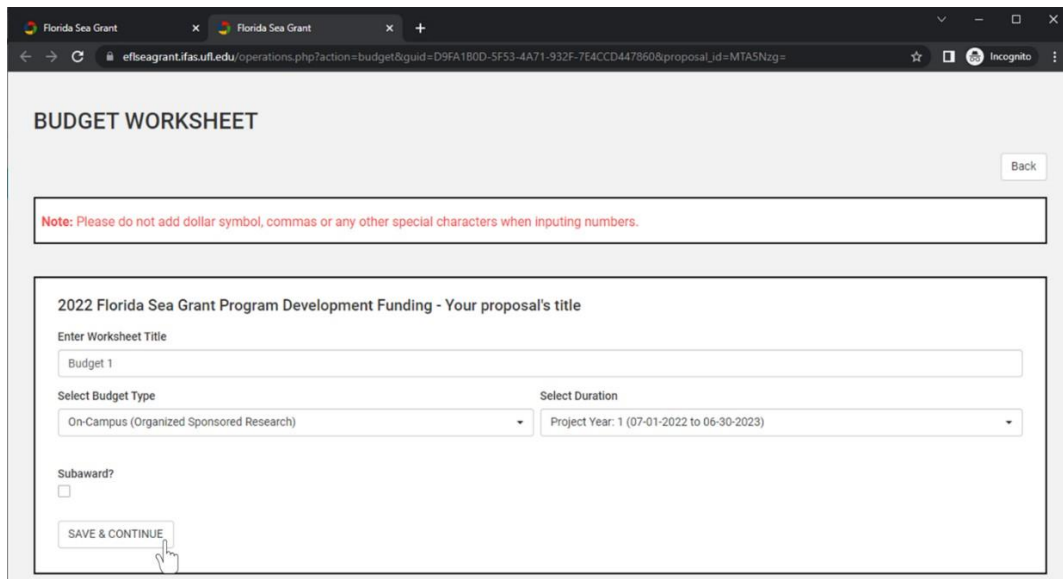 Florida Sea Grant
Florida Sea Grant
eflseagrant.ifas.ufl.edu/operations.php?action=budget&guid=D9FA1B0D-5F53-4A71-932F-7E4CCD447860&proposal_id=MTA5Nzg=
Incognito
BUDGET WORKSHEET
Back
Note: Please do not add dollar symbol, commas or any other special characters when inputing numbers.
2022 Florida Sea Grant Program Development Funding - Your proposal's title
Enter Worksheet Title
Budget 1
Select Budget Type
Select Duration
On-Campus (Organized Sponsored Research)
Project Year: 1 (07-01-2022 to 06-30-2023)
Subaward?
SAVE & CONTINUE